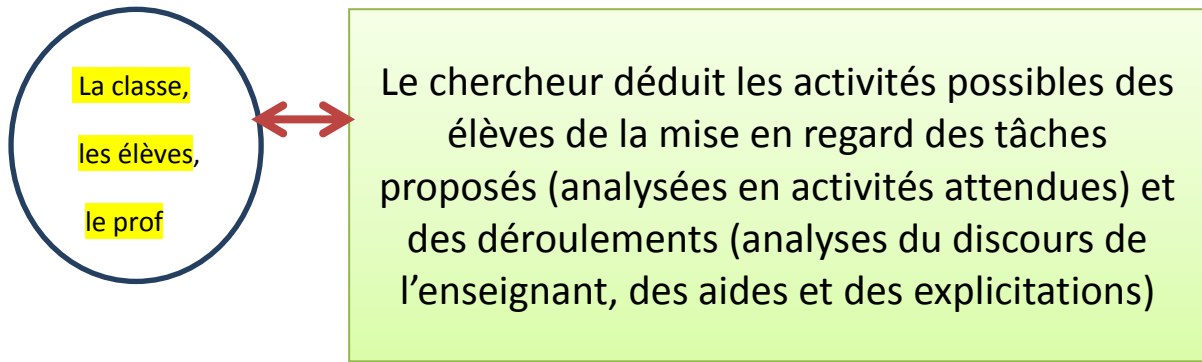 La classe,
les élèves,
le prof
Le chercheur déduit les activités possibles des
élèves de la mise en regard des tâches
proposés (analysées en activités attendues) et
des déroulements (analyses du discours de
l’enseignant, des aides et des explicitations)